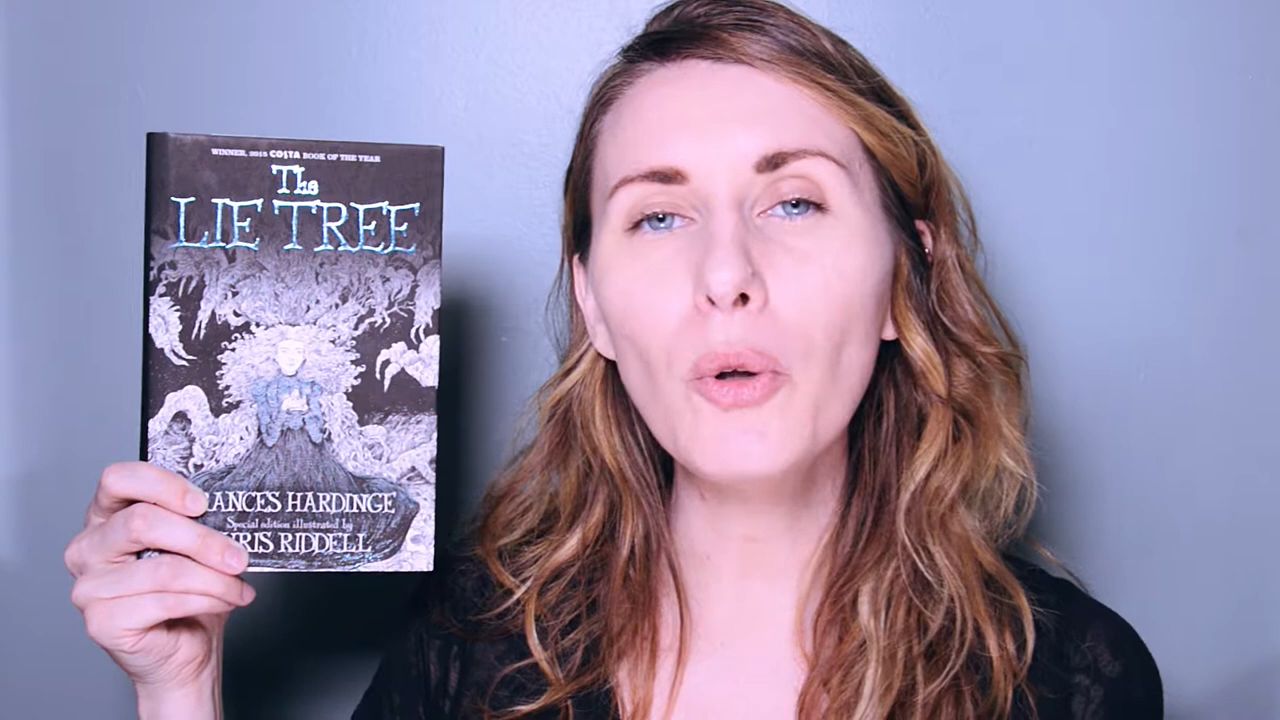 WINNER, 2015 COSTA BOOK OF THE YEAR
The
LIE TREE
ANCES HARDINGE
Special edition illustrated by
RIS RIDDELL